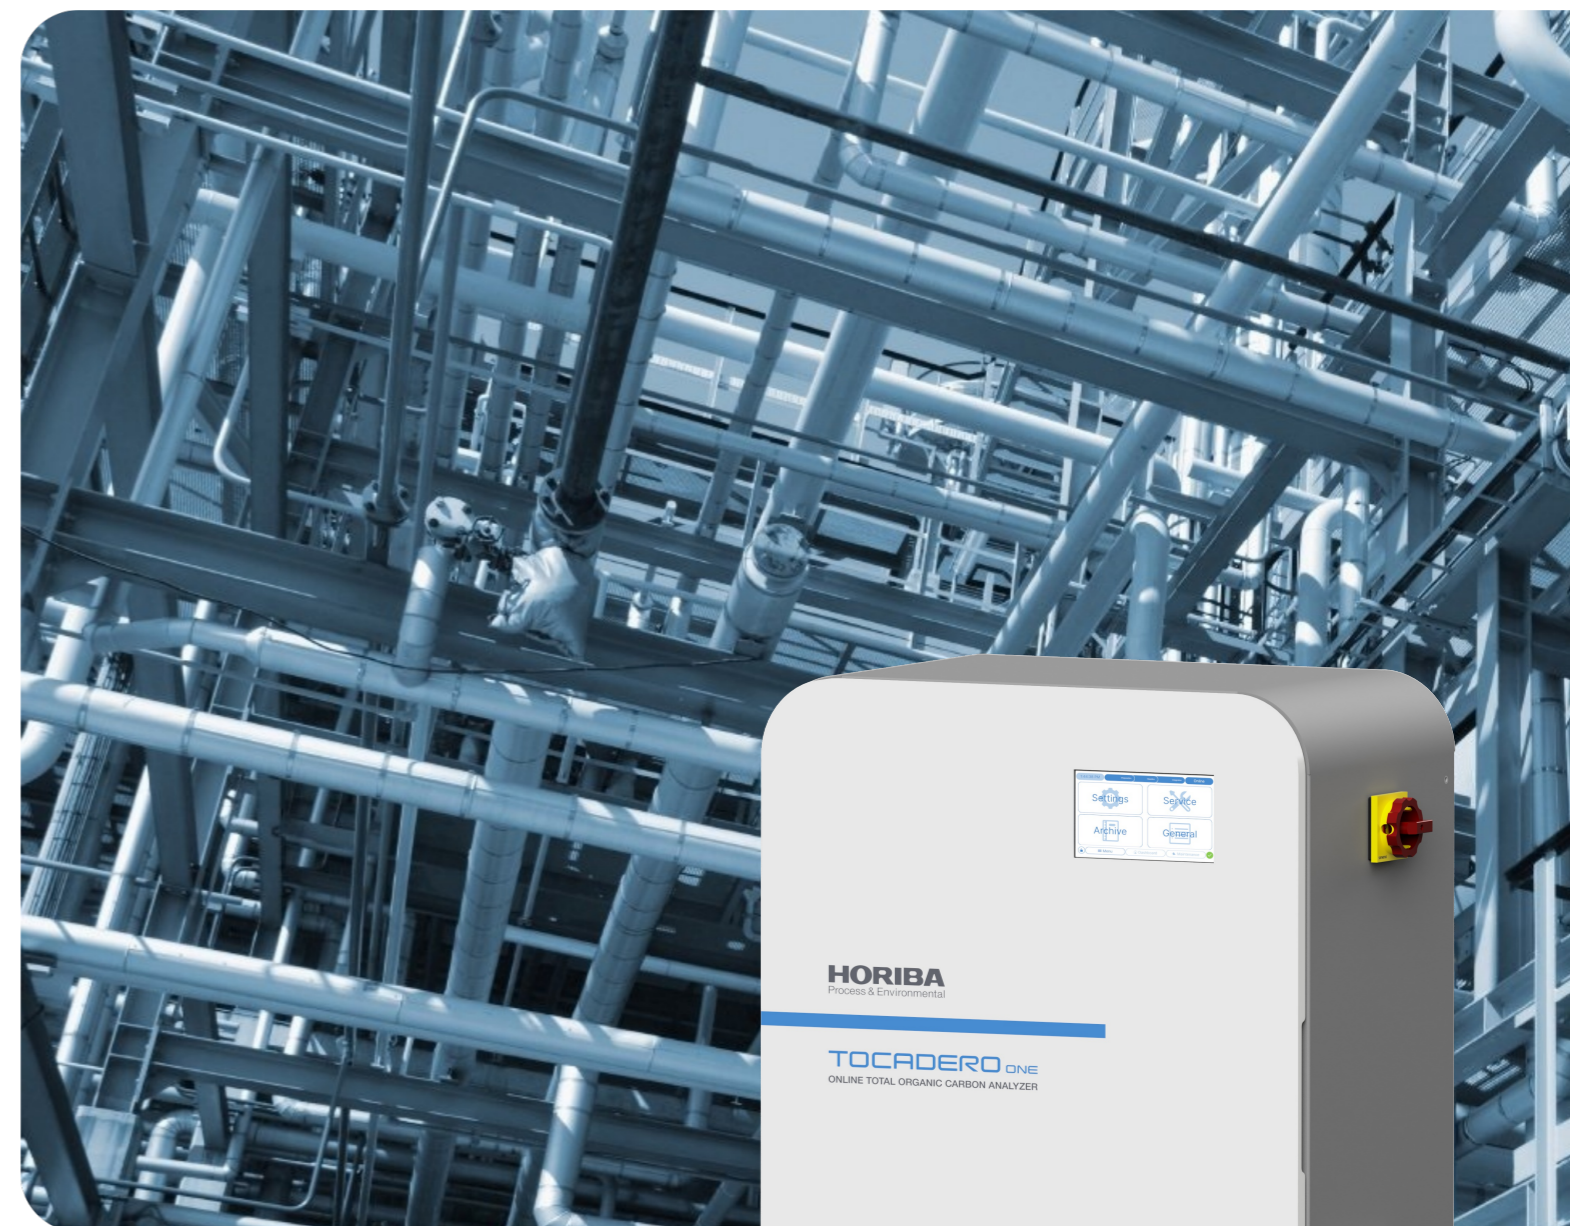 Settings
Service
Archive
General
HORIBA
Process & Environmental
TOCADERO ONE
ONLINE TOTAL ORGANIC CARBON ANALYZER